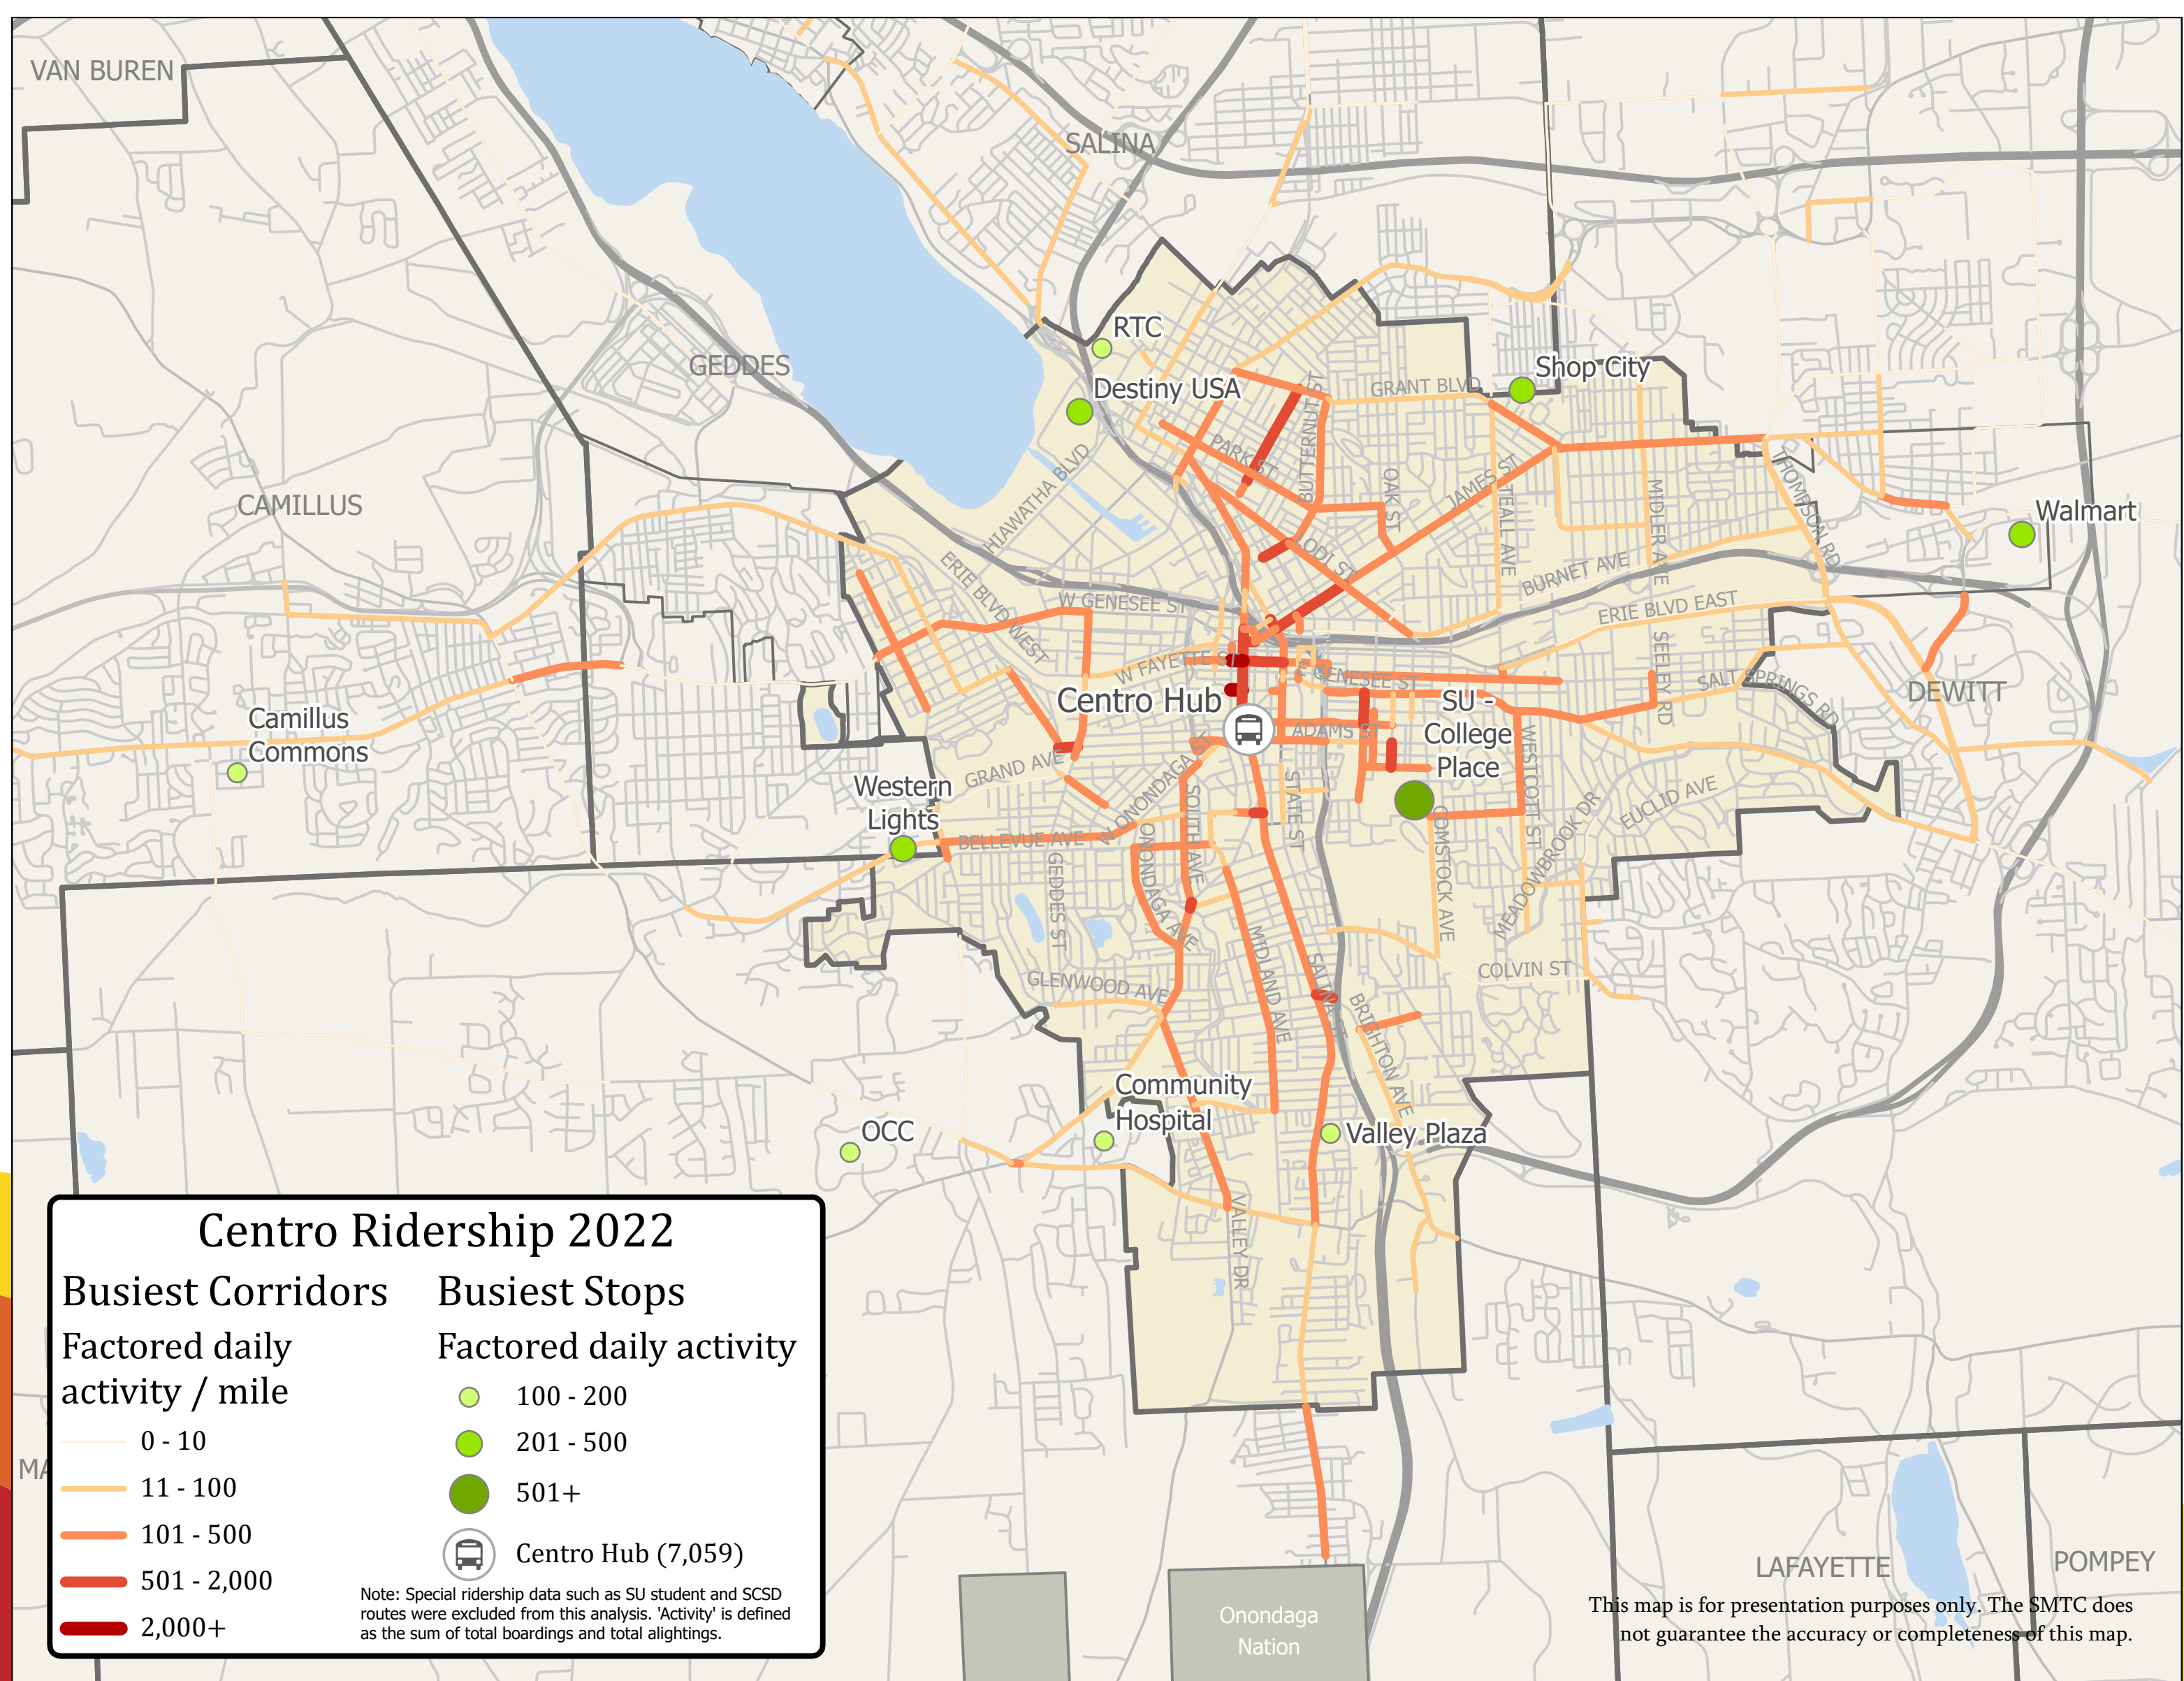 VAN BUREN
SALINA
GEDDES
CAMILLUS
RTC
Destiny USA
Shop City
GRANT BLVD
BUTTERNUT ST
PARK ST
OAK ST
JAMES ST
TEALL AVE
MIDLER AVE
THOMPSON RD
Walmart
HIAWATHA BLVD
ERIE BLVD WEST
W GENESEE ST
LODI ST
BURNET AVE
ERIE BLVD EAST
W FAYETTE ST
E GENESEE ST
SEELEY RD
SALT SPRINGS RD
DEWITT
Centro Hub
SU -
College
Place
ADAMS ST
WESTCOTT ST
Camillus
Commons
GRAND AVE
W ONONDAGA ST
STATE ST
SOUTH AVE
Western
Lights
BELLEVUE AVE
GEDDES ST
ONONDAGA AVE
COMSTOCK AVE
MEADOWBROOK DR
EUCLID AVE
MIDLAND AVE
SALINA ST
BRIGHTON AVE
COLVIN ST
GLENWOOD AVE
Community
Hospital
OCC
Valley Plaza
VALLEY DR
Centro Ridership 2022
Busiest Corridors
Factored daily
activity / mile
0 - 10
11 - 100
101 - 500
501 - 2,000
2,000+
Busiest Stops
Factored daily activity
100 - 200
201 - 500
501+
Centro Hub (7,059)
Note: Special ridership data such as SU student and SCSD
routes were excluded from this analysis. 'Activity' is defined
as the sum of total boardings and total alightings.
MA
Onondaga
Nation
LAFAYETTE
POMPEY
This map is for presentation purposes only. The SMTC does
not guarantee the accuracy or completeness of this map.